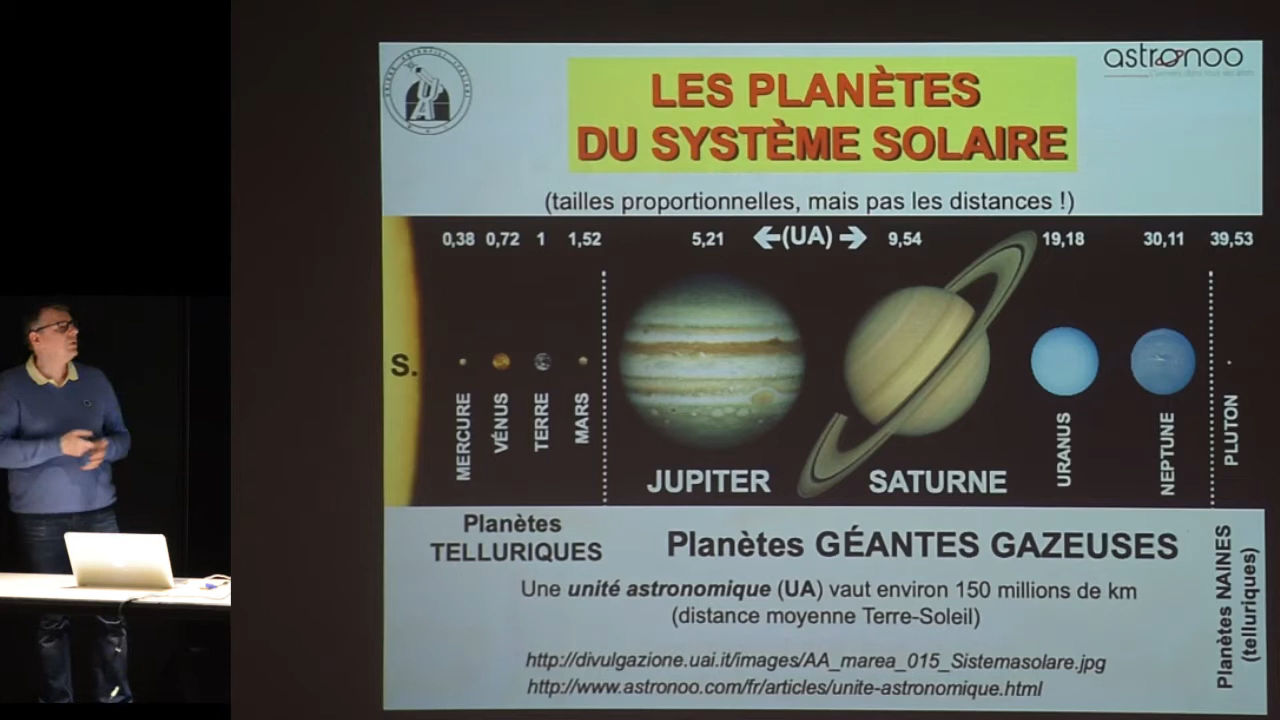 astronoo
LES PLANÈTES
DU SYSTÈME SOLAIRE
(tailles proportionnelles, mais pas les distances !)
0,38 0,72 1 1,52 5,21 (UA) 9,54 19,18 30,11 39,53
S.
MERCURE
VÉNUS
TERRE
MARS
JUPITER
SATURNE
URANUS
NEPTUNE
PLUTON
Planètes
TELLURIQUES
Planètes GÉANTES GAZEUSES
Planètes NAINES
(telluriques)
Une unité astronomique (UA) vaut environ 150 millions de km
(distance moyenne Terre-Soleil)
http://divulgazione.uai.it/images/AA_marea_015_Sistemasolare.jpg
http://www.astronoo.com/fr/articles/unite-astronomique.html